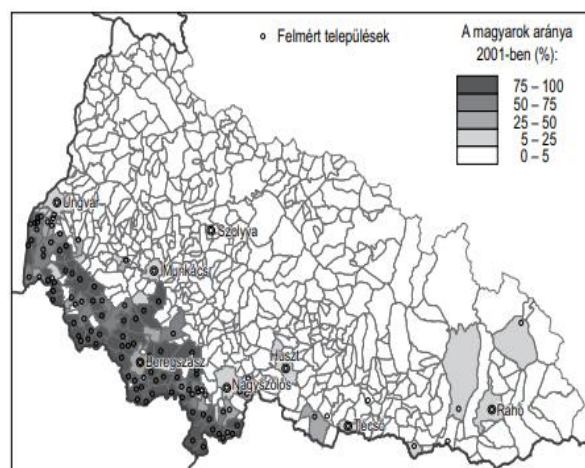 Felmért települések
A magyarok aránya
2001-ben (%):
75 – 100
50 – 75
25 – 50
5 – 25
0 – 5
Ungvár
Szolyva
Munkács
Beregszász
Huszt
Nagyszőlős
Técső
Rahó